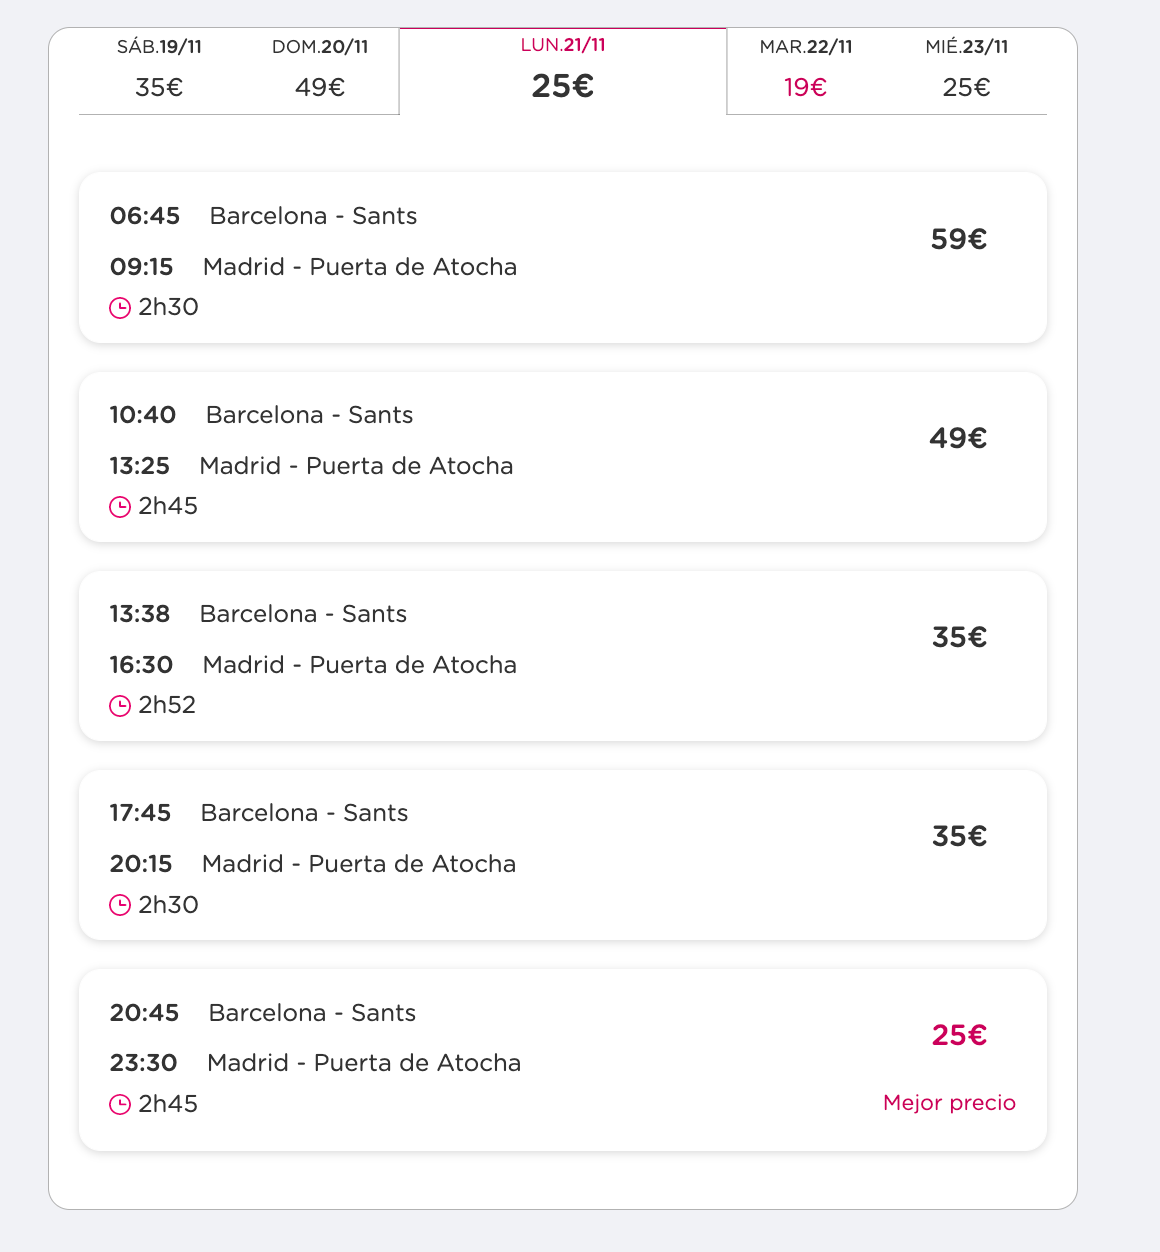 SÁB.19/11 DOM.20/11 LUN.21/11 MAR.22/11 MIÉ.23/11
35€ 49€ 25€ 19€ 25€
06:45 Barcelona - Sants
59€
09:15 Madrid - Puerta de Atocha
2h30
10:40 Barcelona - Sants
49€
13:25 Madrid - Puerta de Atocha
2h45
13:38 Barcelona - Sants
35€
16:30 Madrid - Puerta de Atocha
2h52
17:45 Barcelona - Sants
35€
20:15 Madrid - Puerta de Atocha
2h30
20:45 Barcelona - Sants
25€
23:30 Madrid - Puerta de Atocha
2h45 Mejor precio